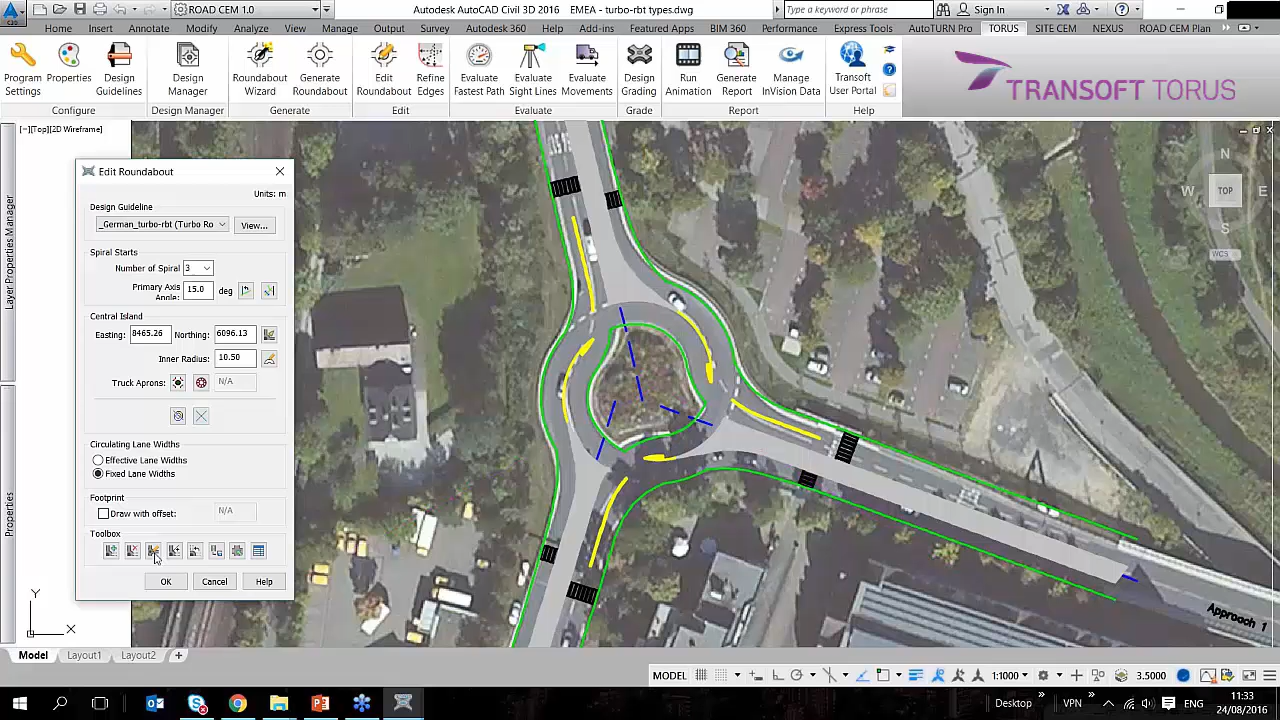 ROAD CEM 1.0
Autodesk AutoCAD Civil 3D 2016 EMEA - turbo-rbt types.dwg
Type a keyword or phrase
Sign In
Home Insert Annotate Modify Analyze View Manage Output Survey Autodesk 360 Help Add-ins Featured Apps BIM 360 Performance Express Tools AutoTURN Pro TORUS SITE CEM NEXUS ROAD CEM Plan
Program Settings
Properties
Design Guidelines
Design Manager
Roundabout Wizard
Generate Roundabout
Edit Roundabout
Refine Edges
Evaluate Fastest Path
Evaluate Sight Lines
Evaluate Movements
Design Grading
Run Animation
Generate Report
Manage InVision Data
Transoft User Portal
TRANSOFT TORUS
Configure
Design Manager
Generate
Edit
Evaluate
Grade
Report
Help
[−][Top][2D Wireframe]
Layer Properties Manager
Properties
N
W TOP E
S
WCS
Edit Roundabout
Units: m
Design Guideline
_German_turbo-rbt (Turbo Ro
View...
Spiral Starts
Number of Spiral 3
Primary Axis Angle: 15.0 deg
Central Island
Easting: 8465.26 Northing: 6096.13
Inner Radius: 10.50
Truck Aprons: N/A
Circulating Lane Widths
Effective Lane Widths
Fixed Lane Widths
Footprint
Draw with offset: N/A
Toolbox
OK Cancel Help
Approach 1
Y
X
Model Layout1 Layout2 +
MODEL 1:1000 3.5000
Desktop VPN ENG
11:33
24/08/2016